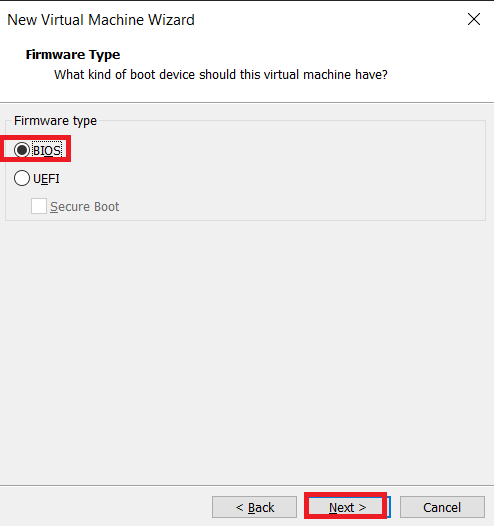 New Virtual Machine Wizard
Firmware Type
What kind of boot device should this virtual machine have?
Firmware type
BIOS
UEFI
Secure Boot
< Back
Next >
Cancel